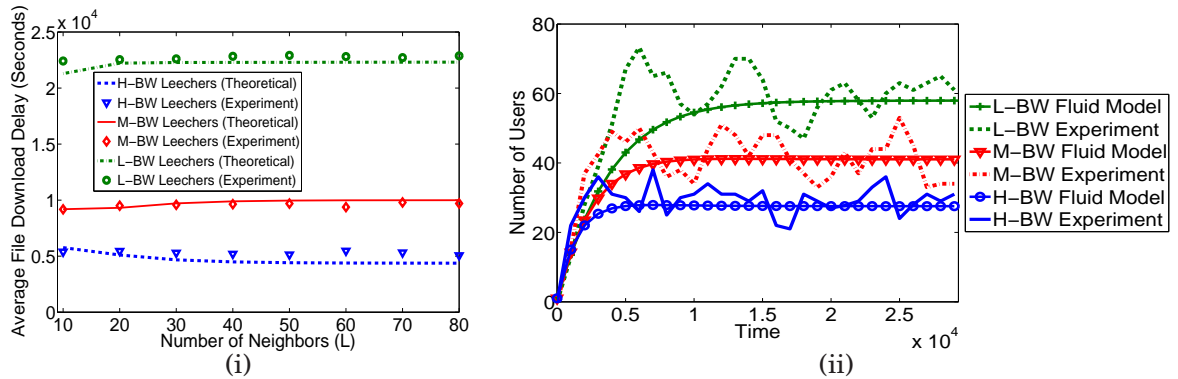 x 10^4
Average File Download Delay (Seconds)
2.5
2
1.5
1
0.5
0
10 20 30 40 50 60 70 80
Number of Neighbors (L)
H−BW Leechers (Theoretical)
H−BW Leechers (Experiment)
M−BW Leechers (Theoretical)
M−BW Leechers (Experiment)
L−BW Leechers (Theoretical)
L−BW Leechers (Experiment)
(i)
Number of Users
80
60
40
20
0
0 0.5 1 1.5 2 2.5
Time
x 10^4
L−BW Fluid Model
L−BW Experiment
M−BW Fluid Model
M−BW Experiment
H−BW Fluid Model
H−BW Experiment
(ii)